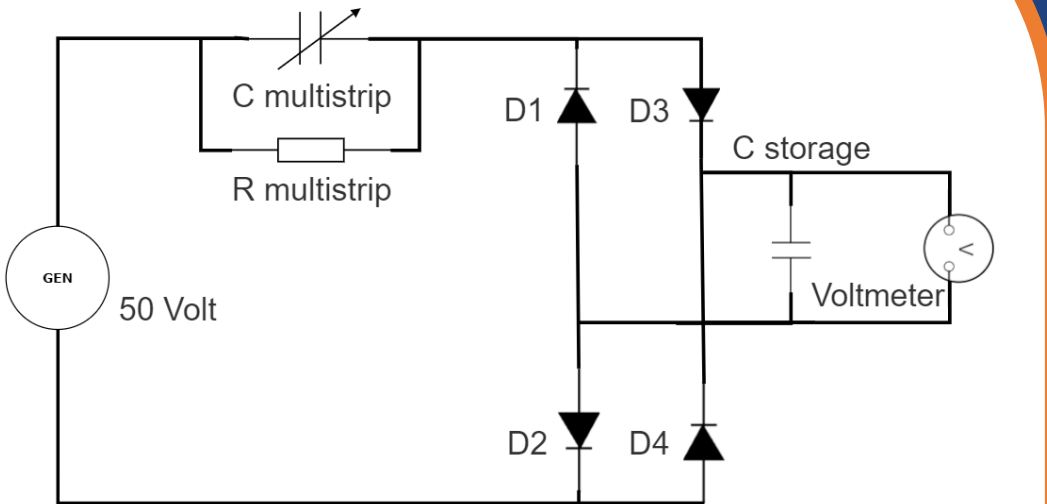 C multistrip
R multistrip
D1
D3
C storage
GEN
50 Volt
V
Voltmeter
D2
D4